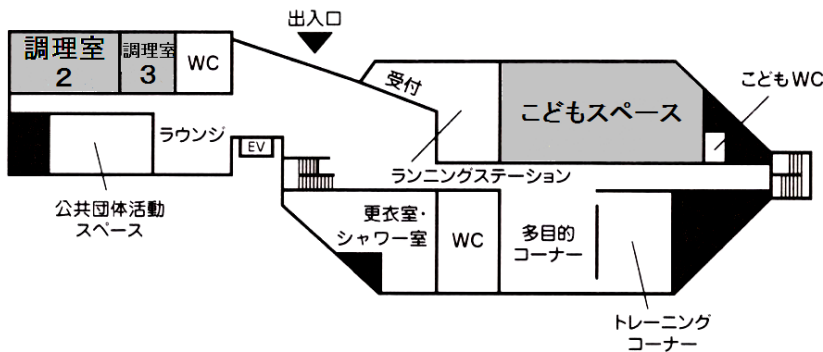 出入口
調理室
2
調理室
3
WC
受付
こどもスペース
こどもWC
ラウンジ
EV
ランニングステーション
公共団体活動
スペース
更衣室・
シャワー室
WC
多目的
コーナー
トレーニング
コーナー